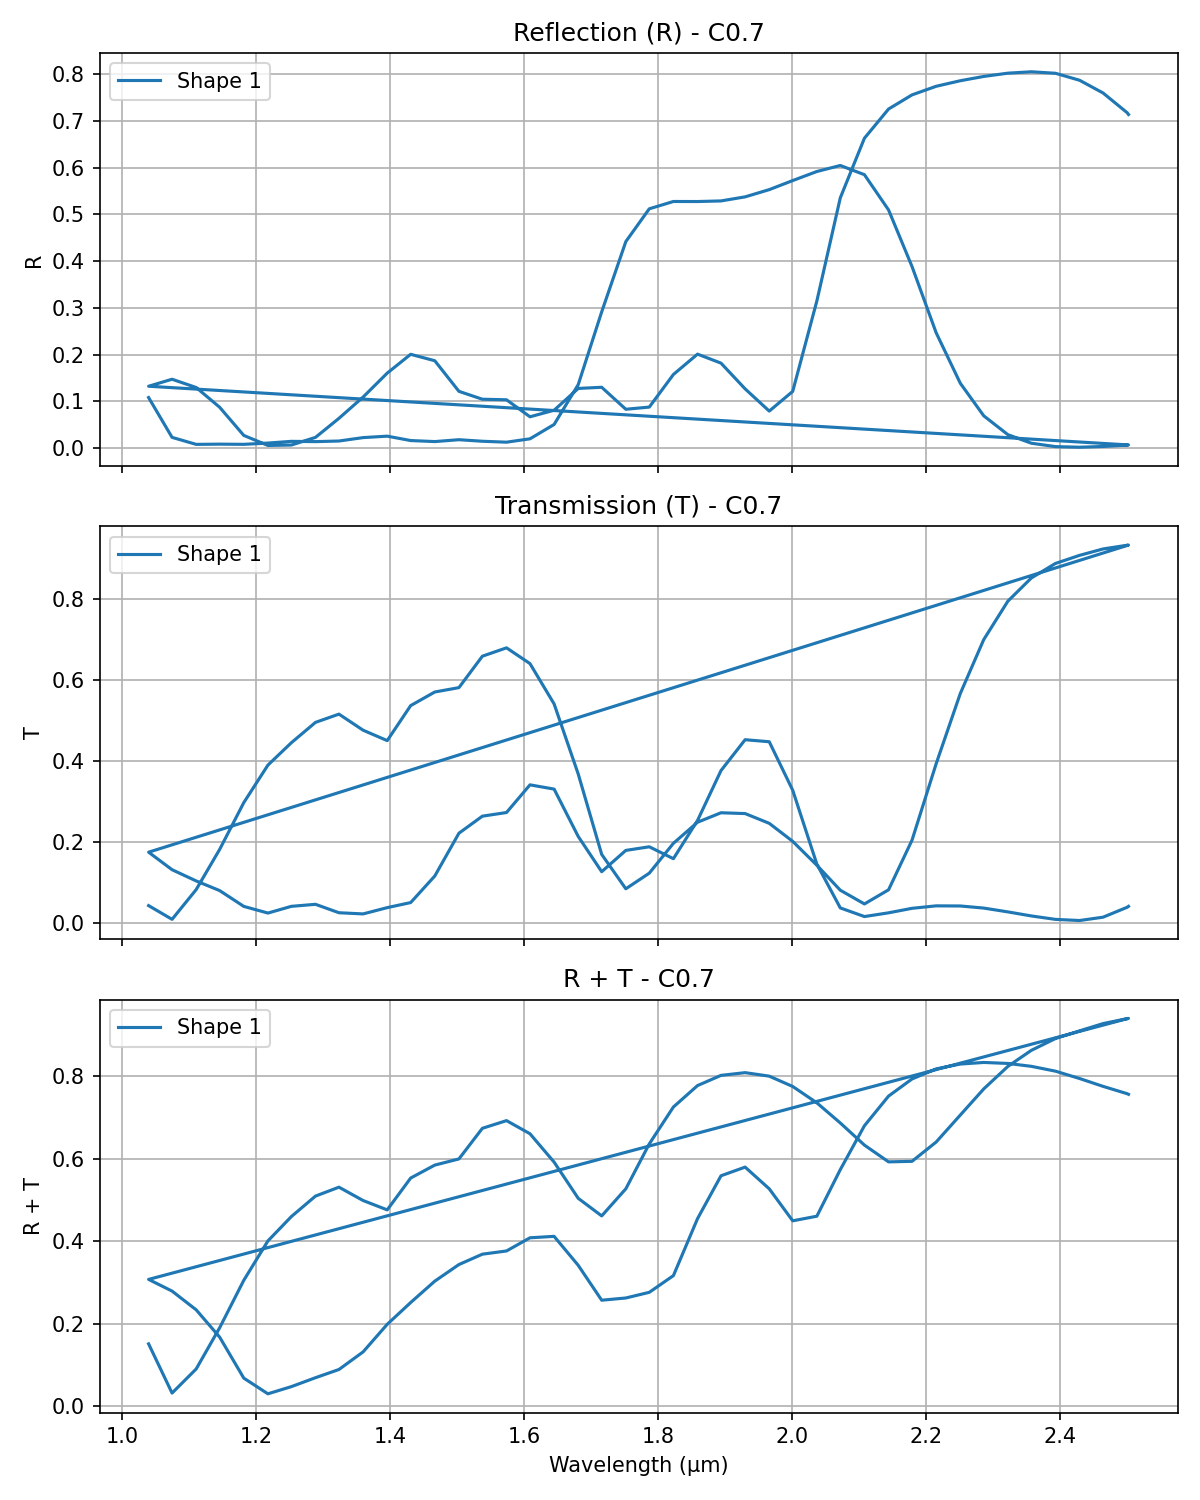 Reflection (R) - C0.7
Shape 1
0.8
0.7
0.6
0.5
0.4
0.3
0.2
0.1
0.0
R
Transmission (T) - C0.7
Shape 1
0.8
0.6
0.4
0.2
0.0
T
R + T - C0.7
Shape 1
0.8
0.6
0.4
0.2
0.0
R + T
1.0 1.2 1.4 1.6 1.8 2.0 2.2 2.4
Wavelength (μm)